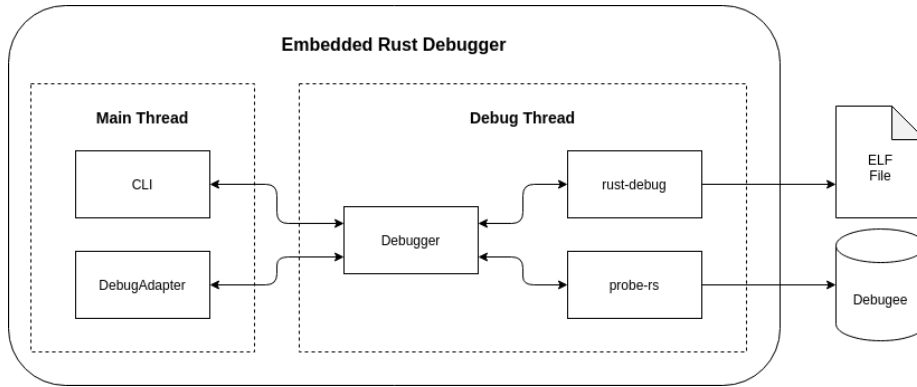 Embedded Rust Debugger
Main Thread
Debug Thread
CLI
rust-debug
ELF
File
Debugger
DebugAdapter
probe-rs
Debugee